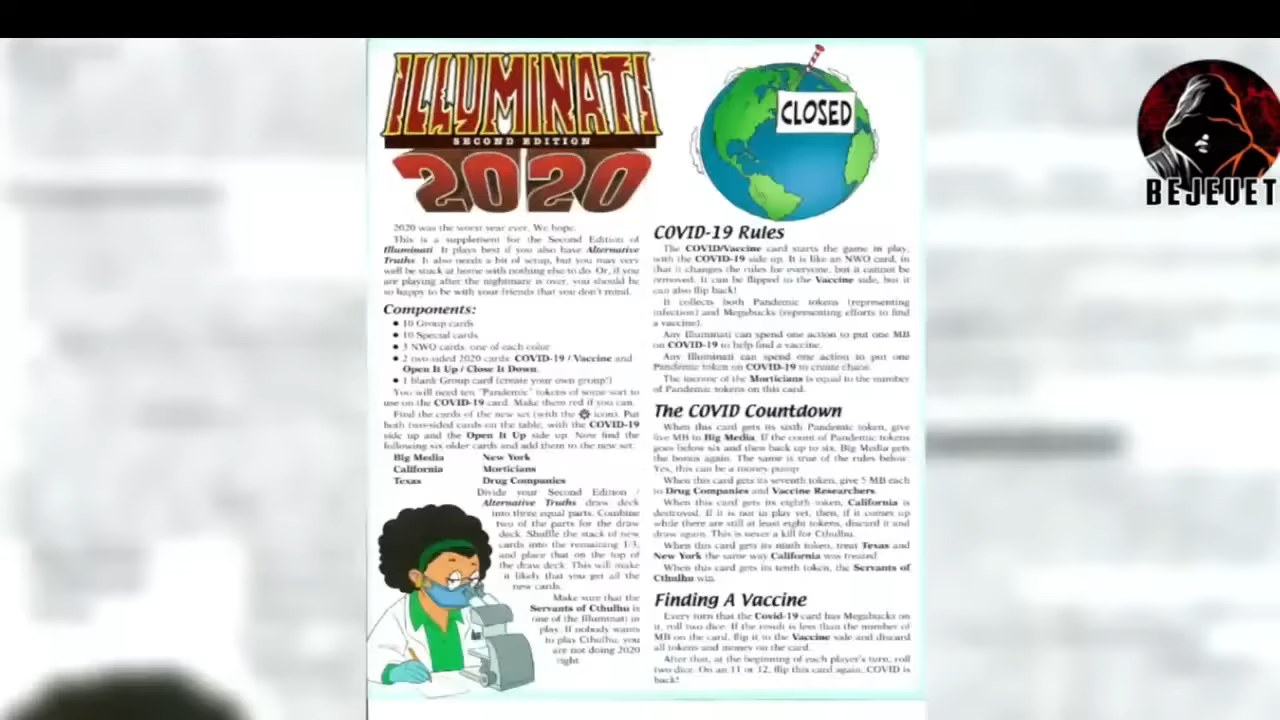 ILLUMINATI
SECOND EDITION
2020
2020 was the worst year ever. We hope.
This is a supplement for the Second Edition of
Illuminati. It plays best if you also have Alternative
Truths. It also needs a bit of setup, but you may very
well be stuck at home with nothing else to do. Or, if you
are playing after the nightmare is over, you should be
so happy to be with your friends that you don't mind.
Components:
• 10 Group cards
• 10 Special cards
• 3 NWO cards, one of each color
• 2 two-sided 2020 cards: COVID-19 / Vaccine and
Open It Up / Close It Down.
• 1 blank Group card (create your own group!)
You will need ten "Pandemic" tokens of some sort to
use on the COVID-19 card. Make them red if you can.
Find the cards of the new set (with the icon). Put
both two-sided cards on the table, with the COVID-19
side up and the Open It Up side up. Now find the
following six older cards and add them to the new set.
Big Media New York
California Morticians
Texas Drug Companies
Divide your Second Edition /
Alternative Truths draw deck
into three equal parts. Combine
two of the parts for the draw
deck. Shuffle the stack of new
cards into the remaining 1/3,
and place that on the top of
the draw deck. This will make
it likely that you get all the
new cards.
Make sure that the
Servants of Cthulhu is
one of the Illuminati in
play. If nobody wants
to play Cthulhu, you
are not doing 2020
right.
CLOSED
COVID-19 Rules
The COVID/Vaccine card starts the game in play,
with the COVID-19 side up. It is like an NWO card, in
that it changes the rules for everyone, but it cannot be
removed. It can be flipped to the Vaccine side, but it
can also flip back!
It collects both Pandemic tokens (representing
infection) and Megabucks (representing efforts to find
a vaccine).
Any Illuminati can spend one action to put one MB
on COVID-19 to help find a vaccine.
Any Illuminati can spend one action to put one
Pandemic token on COVID-19 to create chaos.
The income of the Morticians is equal to the number
of Pandemic tokens on this card.
The COVID Countdown
When this card gets its sixth Pandemic token, give
five MB to Big Media. If the count of Pandemic tokens
goes below six and then back up to six, Big Media gets
the bonus again. The same is true of the rules below.
Yes, this can be a money pump.
When this card gets its seventh token, give 5 MB each
to Drug Companies and Vaccine Researchers.
When this card gets its eighth token, California is
destroyed. If it is not in play yet, then, if it comes up
while there are still at least eight tokens, discard it and
draw again. This is never a kill for Cthulhu.
When this card gets its ninth token, treat Texas and
New York the same way California was treated.
When this card gets its tenth token, the Servants of
Cthulhu win.
Finding A Vaccine
Every turn that the Covid-19 card has Megabucks on
it, roll two dice. If the result is less than the number of
MB on the card, flip it to the Vaccine side and discard
all tokens and money on the card.
After that, at the beginning of each player's turn, roll
two dice. On an 11 or 12, flip this card again. COVID is
back!
BEJEVET